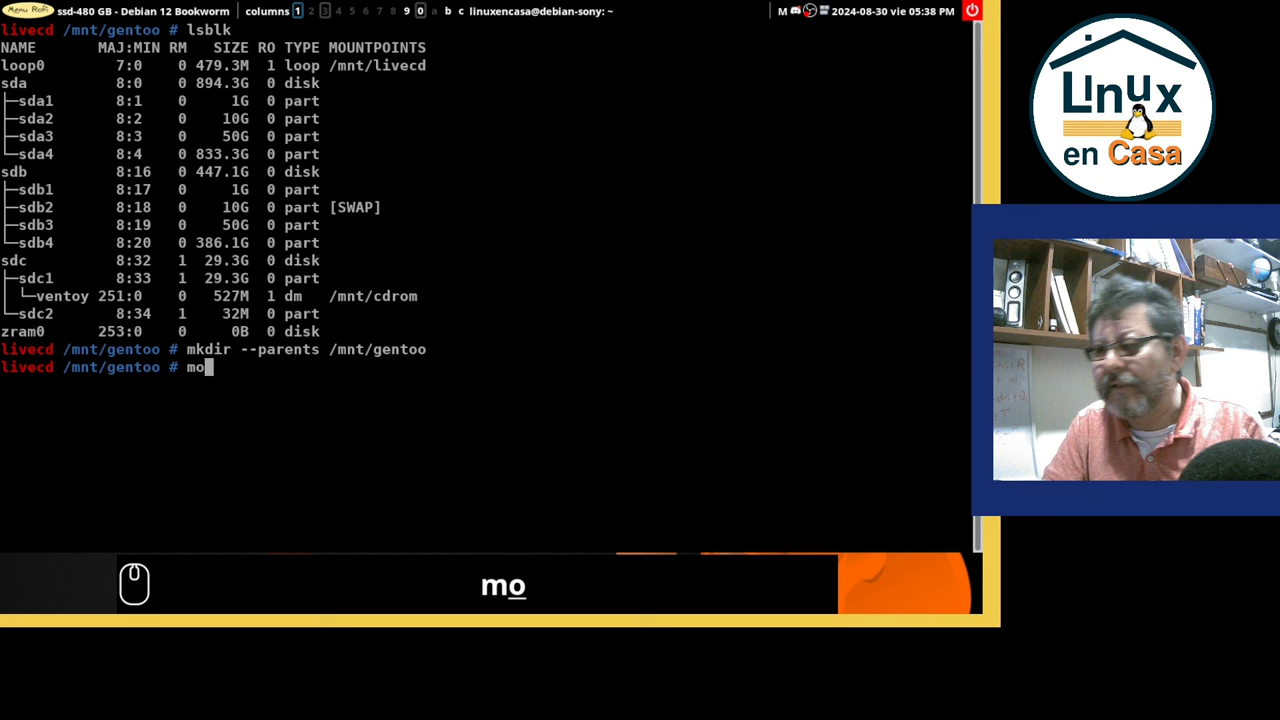 Menu Rofi ssd-480 GB - Debian 12 Bookworm columns 1 2 3 4 5 6 7 8 9 0 a b c linuxencasa@debian-sony: ~ M 2024-08-30 vie 05:38 PM
livecd /mnt/gentoo # lsblk
NAME MAJ:MIN RM SIZE RO TYPE MOUNTPOINTS
loop0 7:0 0 479.3M 1 loop /mnt/livecd
sda 8:0 0 894.3G 0 disk
├─sda1 8:1 0 1G 0 part
├─sda2 8:2 0 10G 0 part
├─sda3 8:3 0 50G 0 part
└─sda4 8:4 0 833.3G 0 part
sdb 8:16 0 447.1G 0 disk
├─sdb1 8:17 0 1G 0 part
├─sdb2 8:18 0 10G 0 part [SWAP]
├─sdb3 8:19 0 50G 0 part
└─sdb4 8:20 0 386.1G 0 part
sdc 8:32 1 29.3G 0 disk
├─sdc1 8:33 1 29.3G 0 part
│ └─ventoy 251:0 0 527M 1 dm /mnt/cdrom
└─sdc2 8:34 1 32M 0 part
zram0 253:0 0 0B 0 disk
livecd /mnt/gentoo # mkdir --parents /mnt/gentoo
livecd /mnt/gentoo # mo
mo
Linux
en Casa